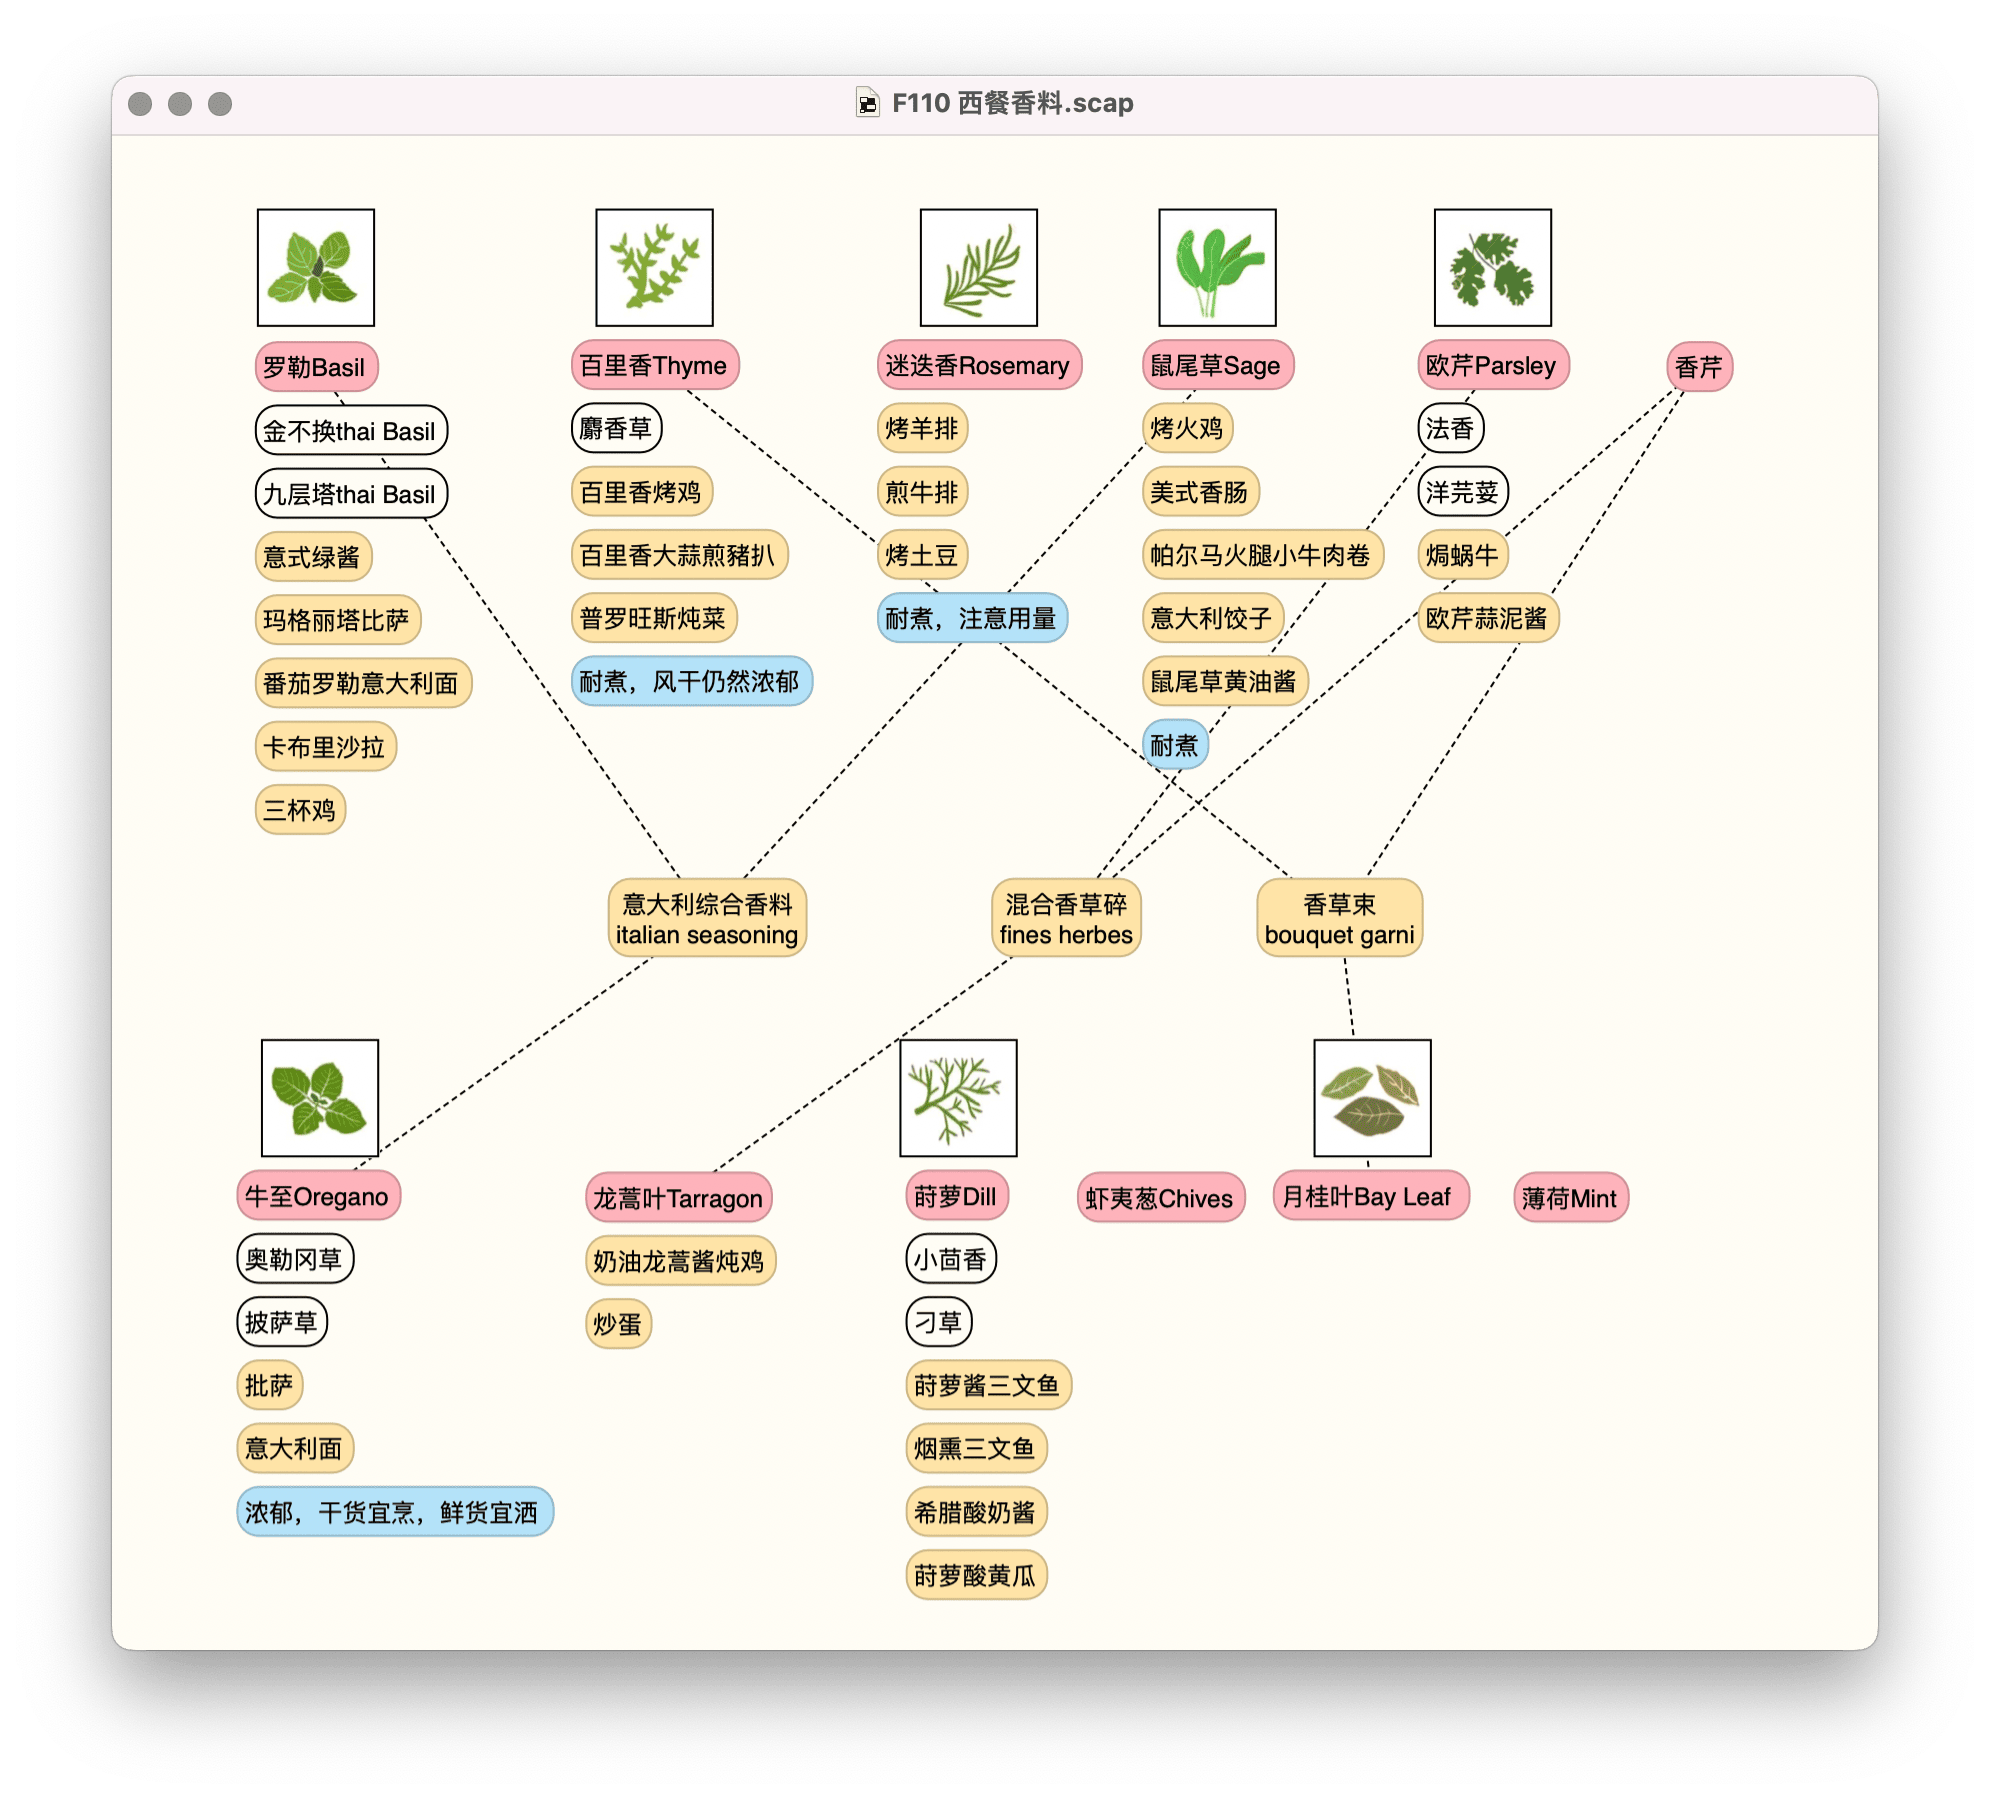 F110 西餐香料.scap
罗勒Basil
金不换thai Basil
九层塔thai Basil
意式绿酱
玛格丽塔比萨
番茄罗勒意大利面
卡布里沙拉
三杯鸡
百里香Thyme
麝香草
百里香烤鸡
百里香大蒜煎豬扒
普罗旺斯炖菜
耐煮，风干仍然浓郁
迷迭香Rosemary
烤羊排
煎牛排
烤土豆
耐煮，注意用量
鼠尾草Sage
烤火鸡
美式香肠
帕尔马火腿小牛肉卷
意大利饺子
鼠尾草黄油酱
耐煮
欧芹Parsley
法香
洋芫荽
焗蜗牛
欧芹蒜泥酱
香芹
意大利综合香料
italian seasoning
混合香草碎
fines herbes
香草束
bouquet garni
牛至Oregano
奥勒冈草
披萨草
批萨
意大利面
浓郁，干货宜烹，鲜货宜洒
龙蒿叶Tarragon
奶油龙蒿酱炖鸡
炒蛋
莳萝Dill
小茴香
刁草
莳萝酱三文鱼
烟熏三文鱼
希腊酸奶酱
莳萝酸黄瓜
虾夷葱Chives
月桂叶Bay Leaf
薄荷Mint